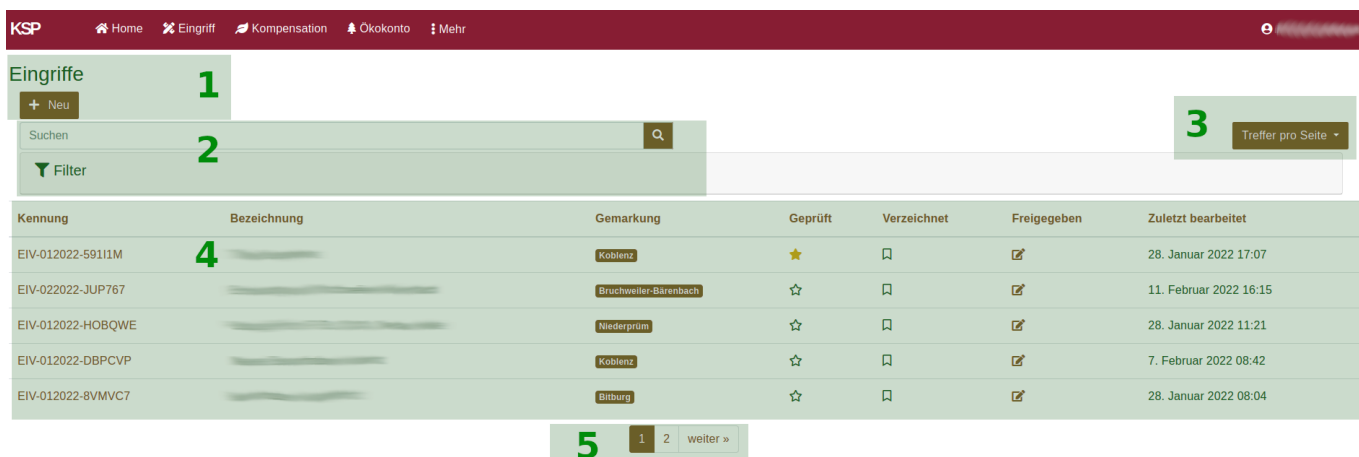 KSP Home Eingriff Kompensation Ökokonto Mehr
Eingriffe
1
+ Neu
Suchen
2
3
Treffer pro Seite
Filter
Kennung Bezeichnung Gemarkung Geprüft Verzeichnet Freigegeben Zuletzt bearbeitet
EIV-012022-591I1M Koblenz 28. Januar 2022 17:07
4
EIV-022022-JUP767 Bruchweiler-Bärenbach 11. Februar 2022 16:15
EIV-012022-HOBQWE Niederprüm 28. Januar 2022 11:21
EIV-012022-DBPCVP Koblenz 7. Februar 2022 08:42
EIV-012022-8VMVC7 Bitburg 28. Januar 2022 08:04
5
1 2 weiter »